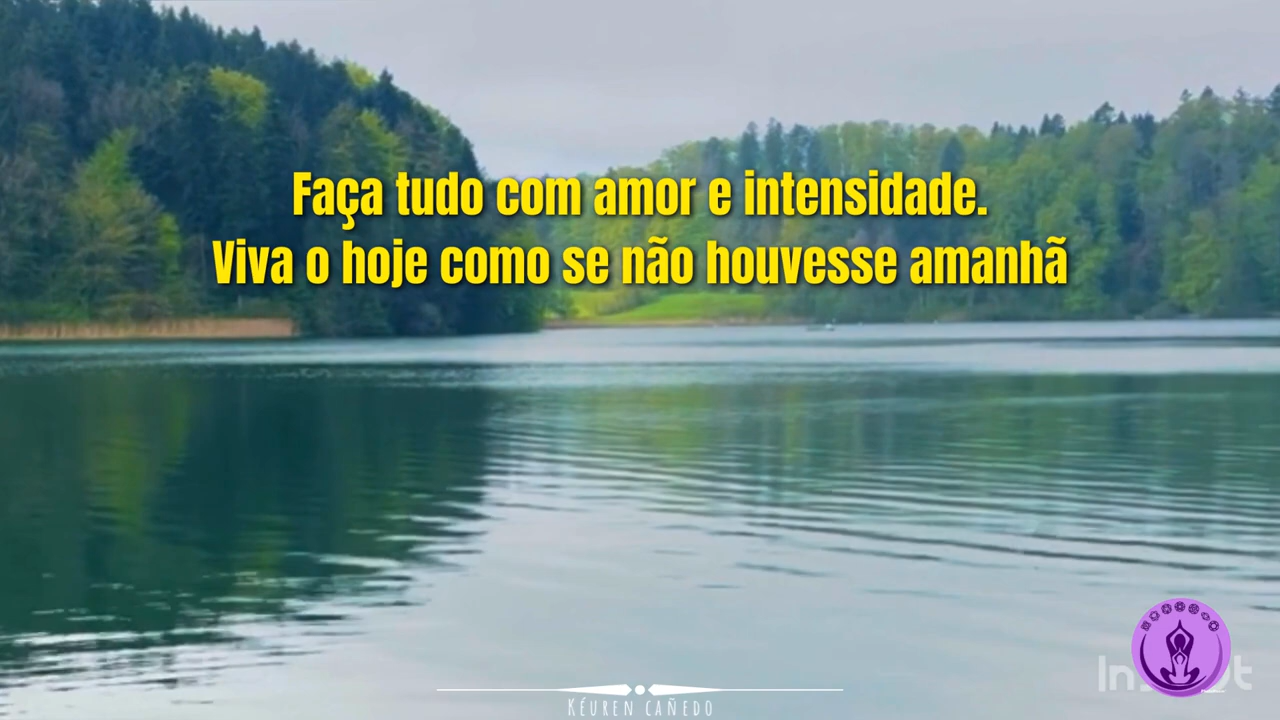 Faça tudo com amor e intensidade.
Viva o hoje como se não houvesse amanhã
Kéuren cañedo